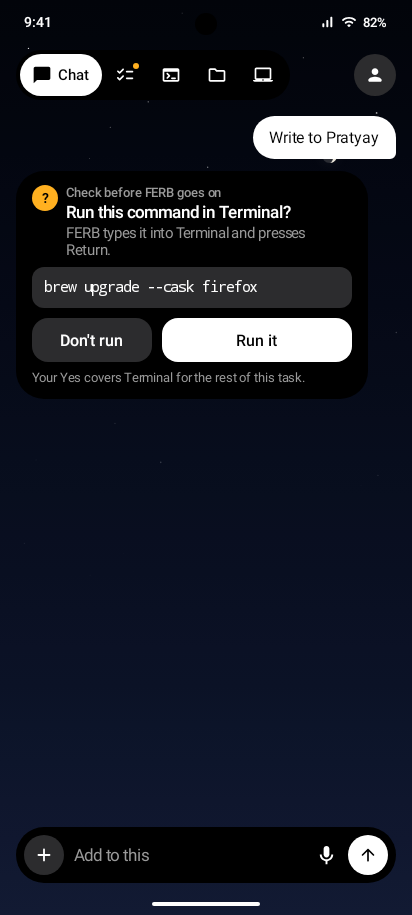 9:41
82%
Chat
Write to Pratyay
?
Check before FERB goes on
Run this command in Terminal?
FERB types it into Terminal and presses
Return.
brew upgrade --cask firefox
Don't run
Run it
Your Yes covers Terminal for the rest of this task.
Add to this